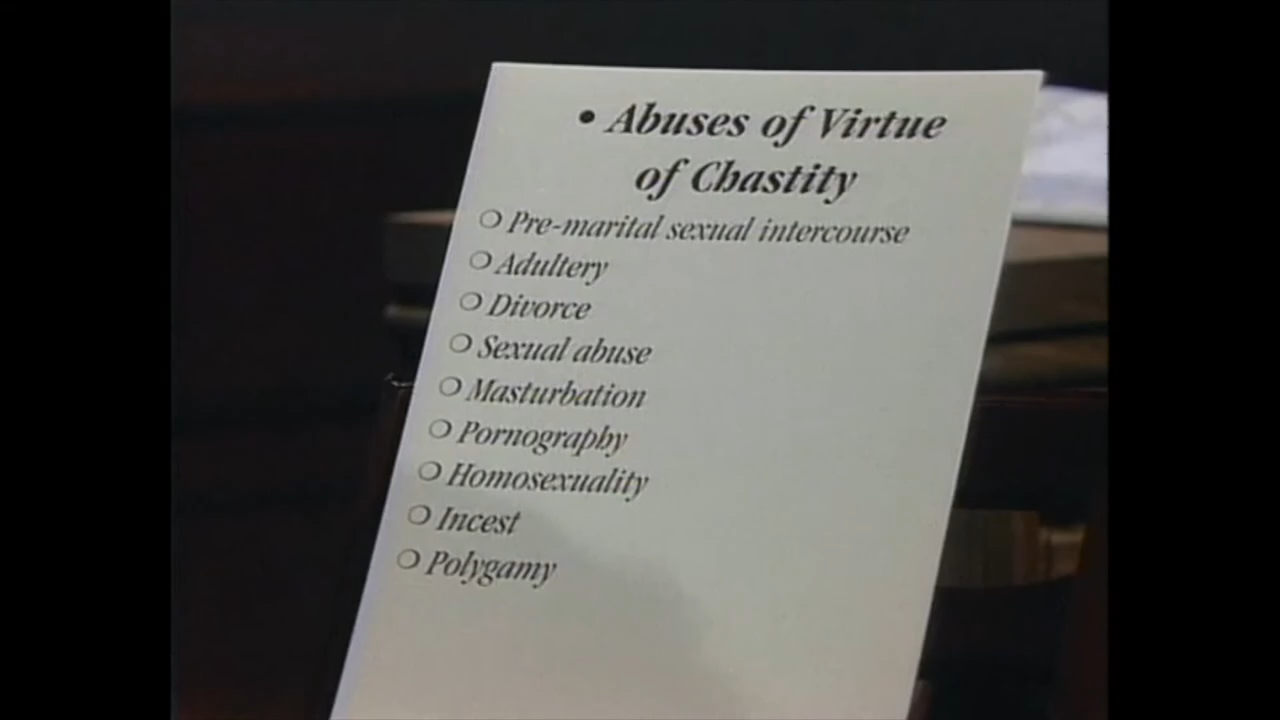 • Abuses of Virtue
of Chastity
❍ Pre-marital sexual intercourse
❍ Adultery
❍ Divorce
❍ Sexual abuse
❍ Masturbation
❍ Pornography
❍ Homosexuality
❍ Incest
❍ Polygamy